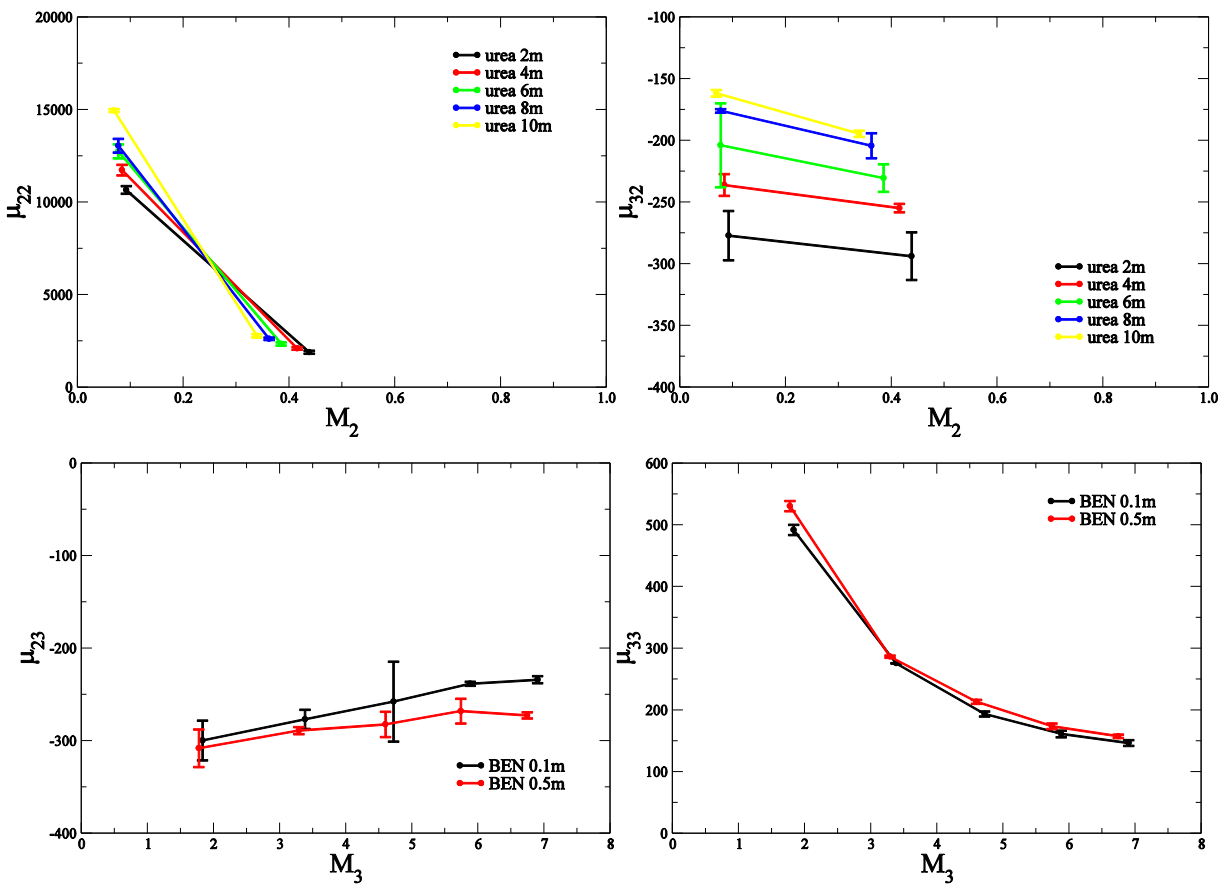 20000
15000
10000
5000
0
μ22
urea 2m
urea 4m
urea 6m
urea 8m
urea 10m
0.0 0.2 0.4 0.6 0.8 1.0
M2
-100
-150
-200
-250
-300
-350
-400
μ32
urea 2m
urea 4m
urea 6m
urea 8m
urea 10m
0.0 0.2 0.4 0.6 0.8 1.0
M2
0
-100
-200
-300
-400
μ23
BEN 0.1m
BEN 0.5m
0 1 2 3 4 5 6 7 8
M3
600
500
400
300
200
100
0
μ33
BEN 0.1m
BEN 0.5m
0 1 2 3 4 5 6 7 8
M3